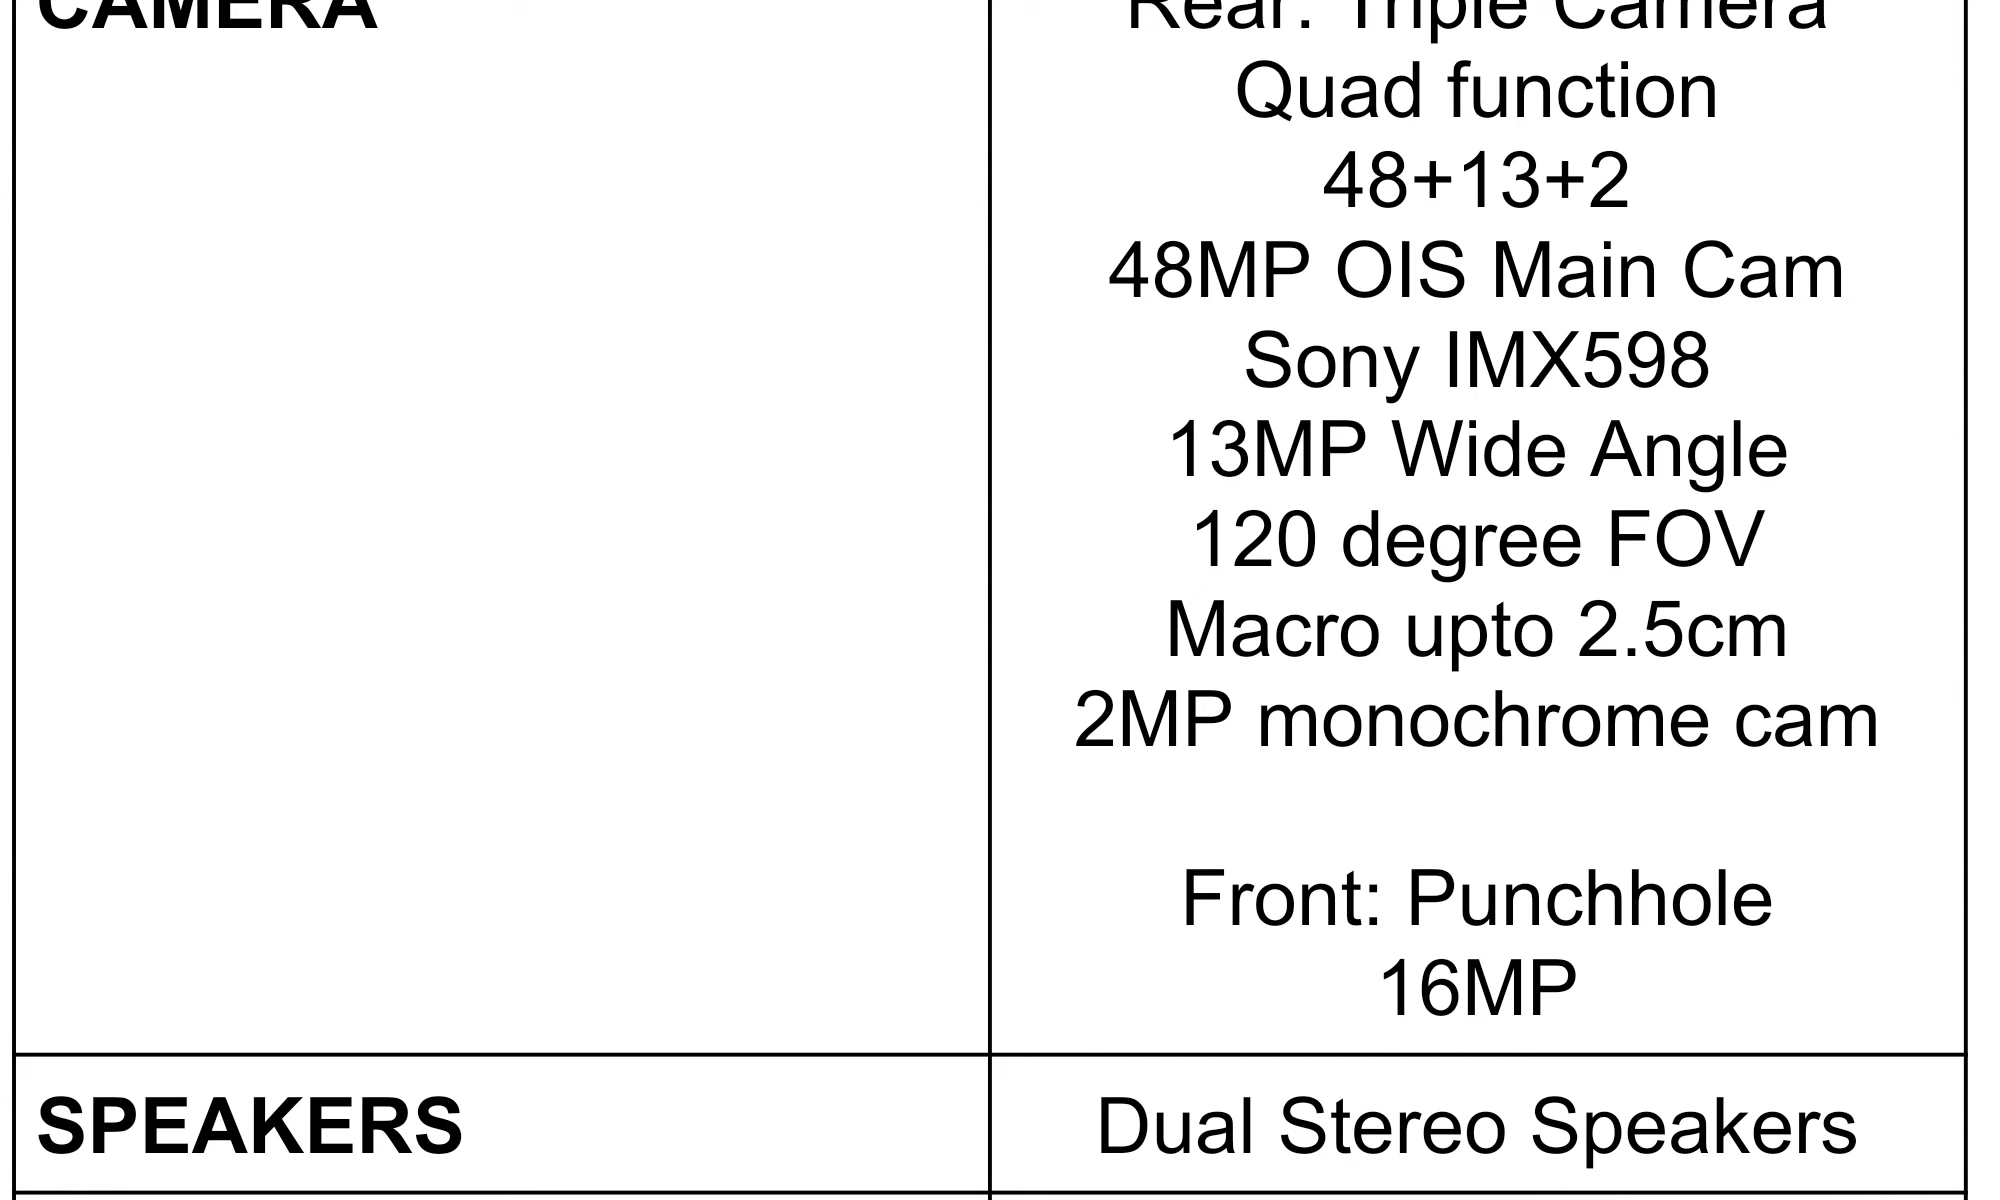 CAMERA
Rear: Triple Camera
Quad function
48+13+2
48MP OIS Main Cam
Sony IMX598
13MP Wide Angle
120 degree FOV
Macro upto 2.5cm
2MP monochrome cam
Front: Punchhole
16MP
SPEAKERS
Dual Stereo Speakers